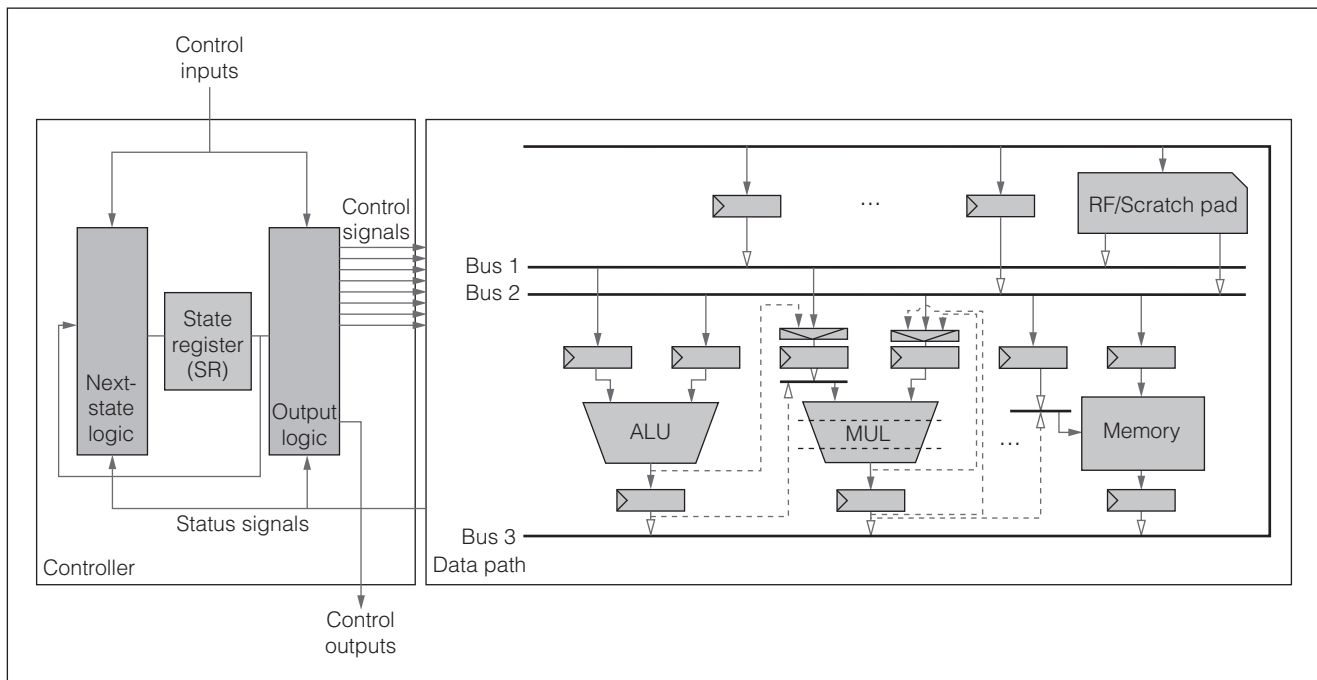 Control
inputs
Control
signals
Next-
state
logic
State
register
(SR)
Output
logic
Status signals
Controller
Control
outputs
…
RF/Scratch pad
Bus 1
Bus 2
ALU
MUL
…
Memory
Bus 3
Data path